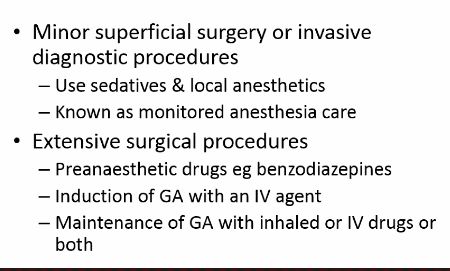 • Minor superficial surgery or invasive
diagnostic procedures
– Use sedatives & local anesthetics
– Known as monitored anesthesia care
• Extensive surgical procedures
– Preanaesthetic drugs eg benzodiazepines
– Induction of GA with an IV agent
– Maintenance of GA with inhaled or IV drugs or
both